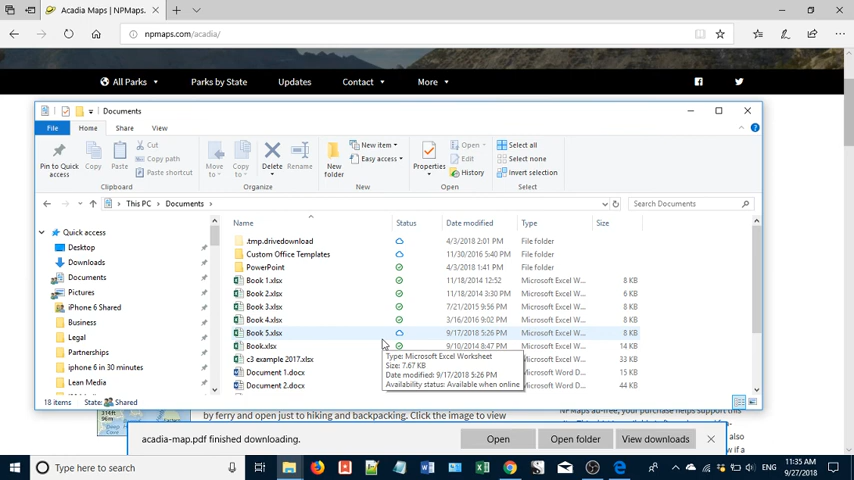 Acadia Maps | NPMaps.
npmaps.com/acadia/
All Parks Parks by State Updates Contact More
Documents
File Home Share View
Pin to Quick access
Copy
Paste
Cut
Copy path
Paste shortcut
Clipboard
Move to
Copy to
Delete
Rename
Organize
New folder
New item
Easy access
New
Properties
Open
Edit
History
Open
Select all
Select none
Invert selection
Select
This PC Documents
Search Documents
Name Status Date modified Type Size
Quick access
Desktop
Downloads
Documents
Pictures
iPhone 6 Shared
Business
Legal
Partnerships
iphone 6 in 30 minutes
Lean Media
.tmp.drivedownload 4/3/2018 2:01 PM File folder
Custom Office Templates 11/30/2016 5:40 PM File folder
PowerPoint 4/3/2018 1:41 PM File folder
Book 1.xlsx 11/18/2014 12:52 Microsoft Excel W... 8 KB
Book 2.xlsx 11/18/2014 3:30 PM Microsoft Excel W... 6 KB
Book 3.xlsx 7/21/2015 9:56 PM Microsoft Excel W... 8 KB
Book 4.xlsx 3/16/2016 9:02 PM Microsoft Excel W... 8 KB
Book 5.xlsx 9/17/2018 5:26 PM Microsoft Excel W... 8 KB
Book.xlsx 9/10/2014 8:47 PM Microsoft Excel W... 14 KB
c3 example 2017.xlsx Microsoft Excel W... 33 KB
Document 1.docx Microsoft Word D... 15 KB
Document 2.docx Microsoft Word D... 44 KB
Type: Microsoft Excel Worksheet
Size: 7.67 KB
Date modified: 9/17/2018 5:26 PM
Availability status: Available when online
18 items State: Shared
by ferry and open just to hiking and backpacking. Click the image to view
NPMaps ad-free, your purchase helps support this
also
w if a
acadia-map.pdf finished downloading.
Open
Open folder
View downloads
Type here to search
ENG
11:35 AM
9/27/2018